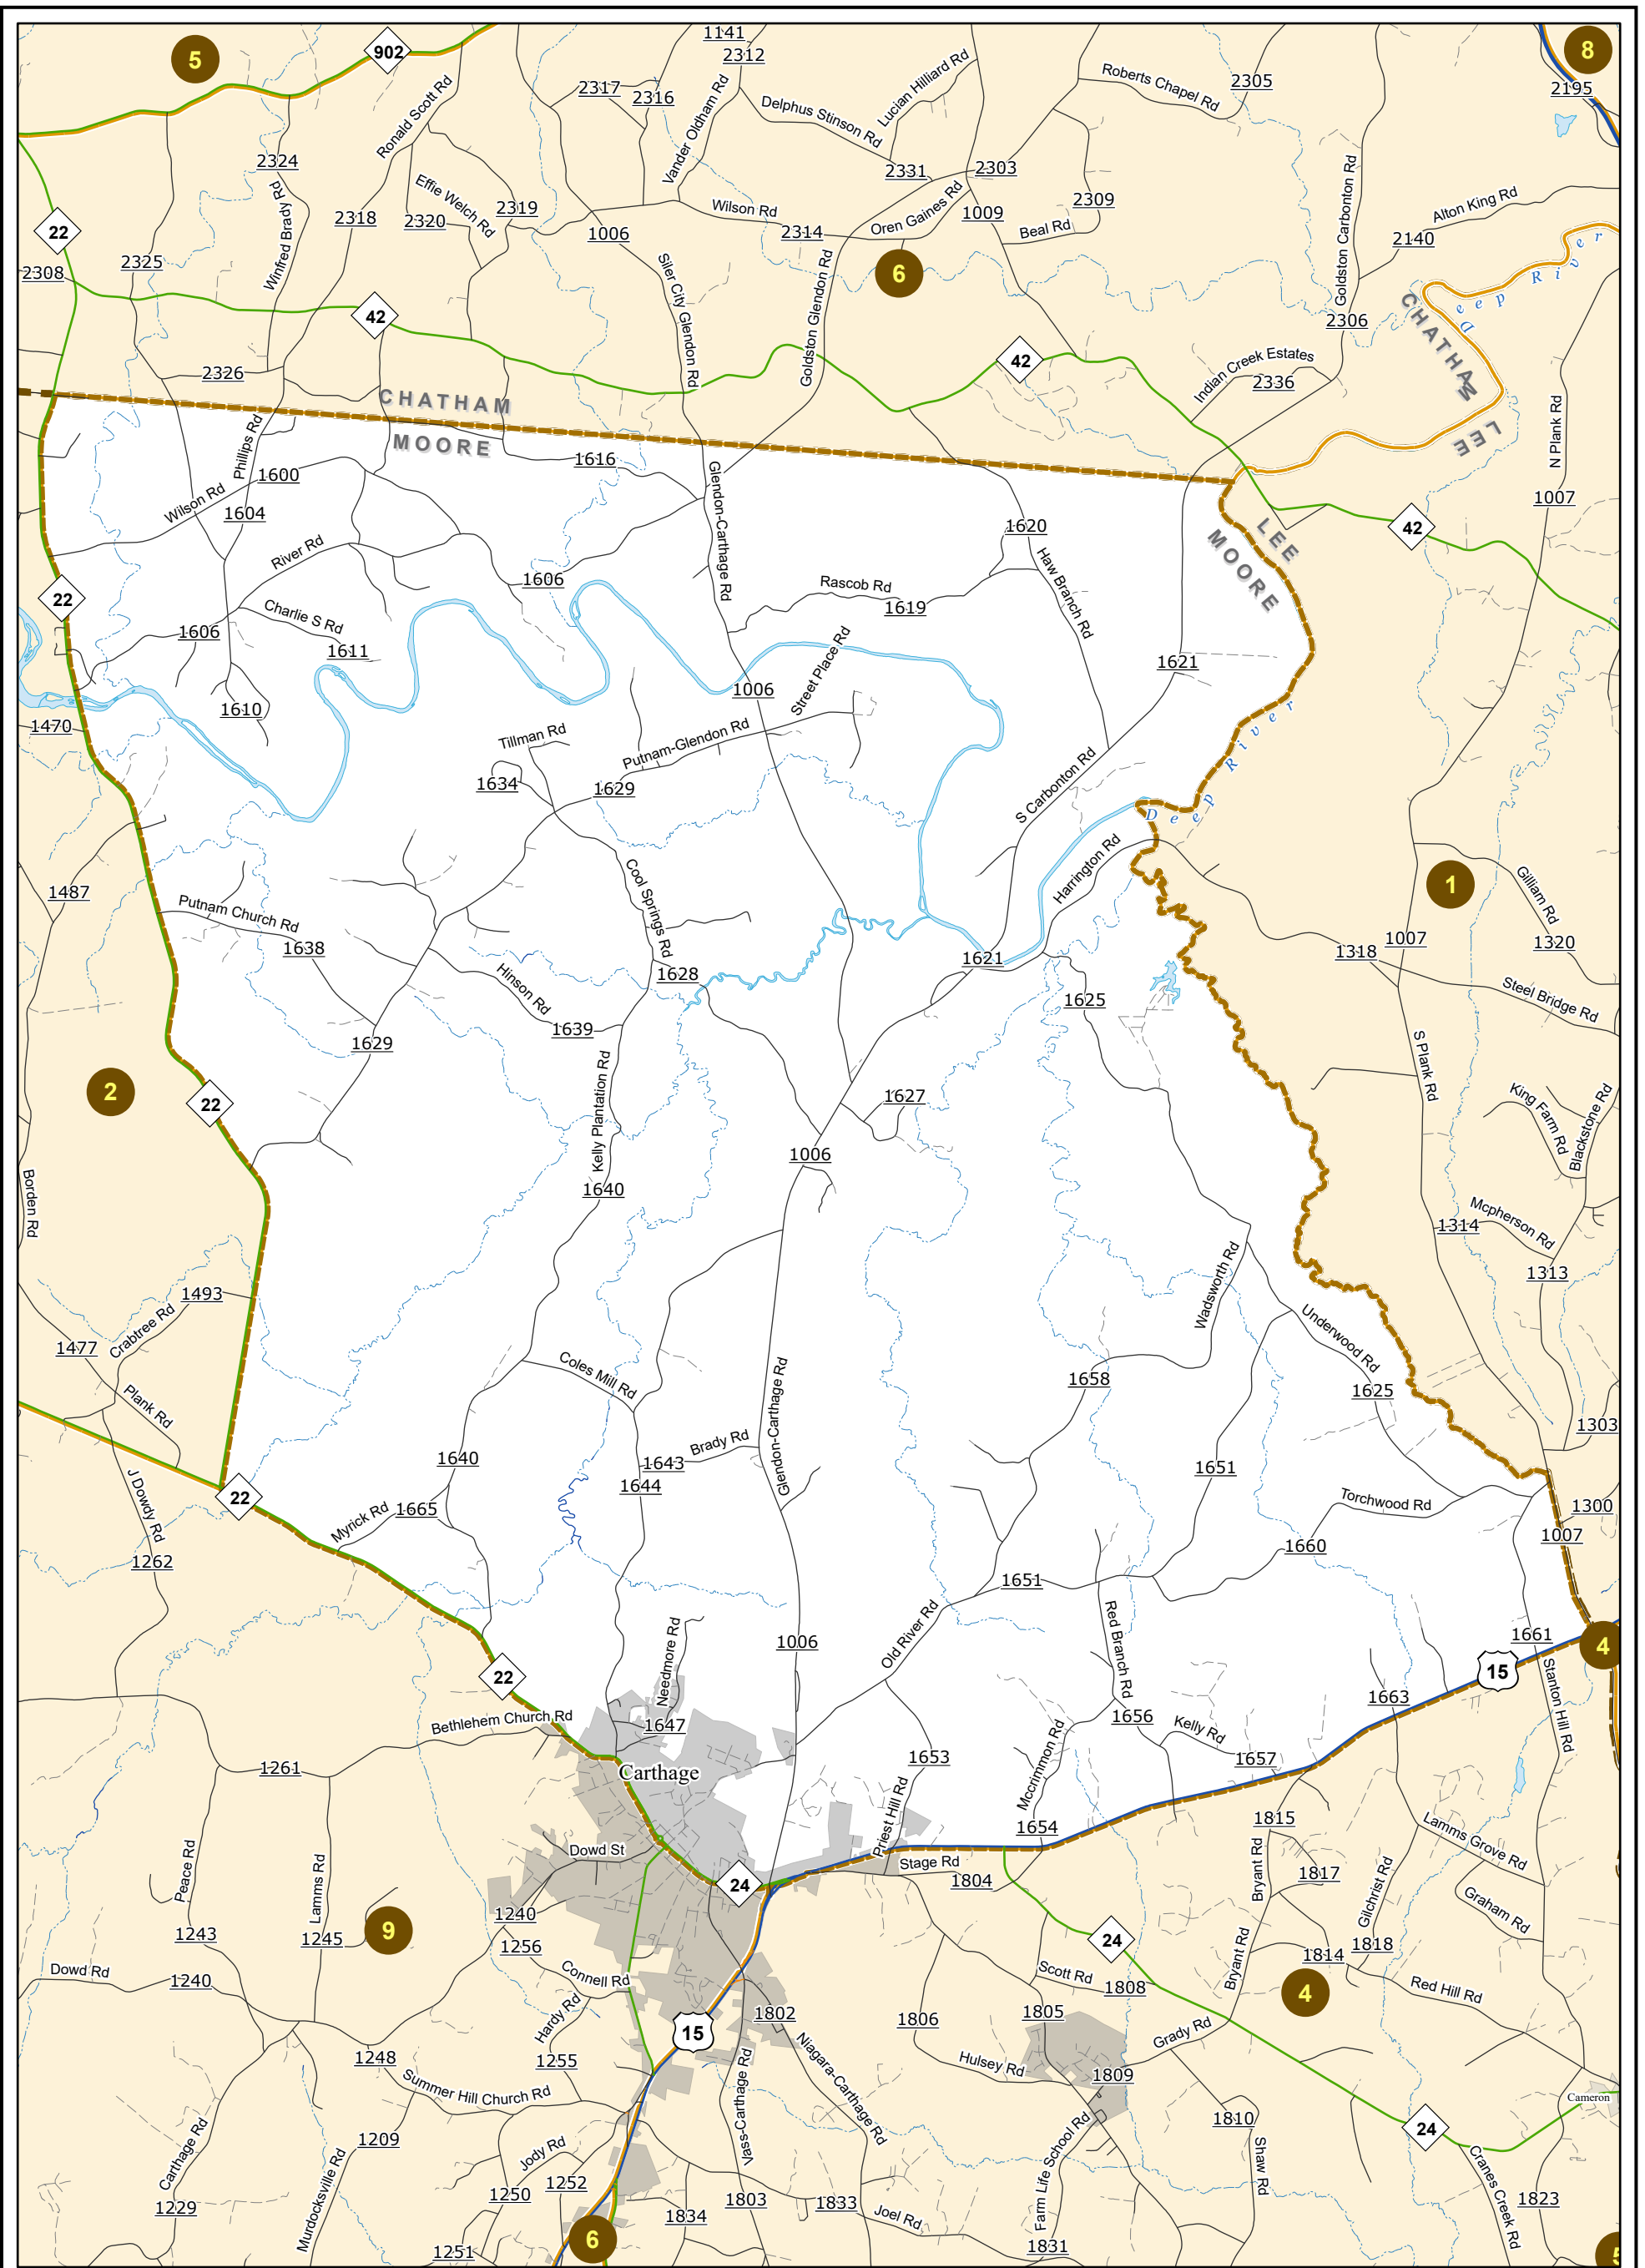 1141
5
902
2312
8
2317
2316
Lucian Hilliard Rd
Roberts Chapel Rd
2305
2195
Ronald Scott Rd
Vander Oldham Rd
Delphus Stinson Rd
2324
2331
2303
Winfred Brady Rd
Effie Welch Rd
2318
2320
2319
Wilson Rd
2314
Oren Gaines Rd
1009
2309
Beal Rd
Alton King Rd
2140
22
1006
2308
2325
6
Siler City Glendon Rd
Goldston Glendon Rd
Goldston Carbonton Rd
Deep River
42
2306
CHATHAM
42
2326
Indian Creek Estates
2336
CHATHAM
MOORE
LEE
N Plank Rd
Phillips Rd
1616
1600
Wilson Rd
1604
Glendon-Carthage Rd
1007
1620
LEE
MOORE
42
River Rd
1606
Rascob Rd
1619
Haw Branch Rd
22
Charlie S Rd
1606
1611
Street Place Rd
1621
1610
1006
1470
Tillman Rd
Putnam-Glendon Rd
Deep River
1634
1629
S Carbonton Rd
Harrington Rd
1487
Cool Springs Rd
1
Gilliam Rd
Putnam Church Rd
1638
1007
1320
1318
1621
Hinson Rd
1628
1625
Steel Bridge Rd
1639
1629
Kelly Plantation Rd
S Plank Rd
2
22
1627
King Farm Rd
Blackstone Rd
1006
Borden Rd
1640
Mcpherson Rd
1314
1313
1493
Wadsworth Rd
Crabtree Rd
1477
Underwood Rd
Coles Mill Rd
1658
1625
Plank Rd
Glendon-Carthage Rd
1303
Brady Rd
1640
1643
1651
1644
J Dowdy Rd
22
Myrick Rd
1665
Torchwood Rd
1300
1007
1262
1660
1651
Red Branch Rd
Old River Rd
Needmore Rd
1006
1661
4
22
15
Stanton Hill Rd
1663
Bethlehem Church Rd
1647
1656
Kelly Rd
1653
1657
1261
Carthage
Mccrimmon Rd
Priest Hill Rd
1654
1815
Lamms Grove Rd
Dowd St
Stage Rd
1804
Bryant Rd
1817
Peace Rd
Lamms Rd
24
Gilchrist Rd
Graham Rd
1240
9
1243
1245
1256
24
1814
1818
Connell Rd
Scott Rd
1808
Bryant Rd
Dowd Rd
1240
4
Red Hill Rd
Hardy Rd
15
1802
1806
1805
Grady Rd
1248
1255
Niagara-Carthage Rd
Hulsey Rd
1809
Summer Hill Church Rd
Vass-Carthage Rd
Cameron
1810
1209
Farm Life School Rd
24
Carthage Rd
Jody Rd
Murdocksville Rd
1252
Shaw Rd
Cranes Creek Rd
1229
1250
1803
1833
1823
1834
Joel Rd
6
1251
1831
5